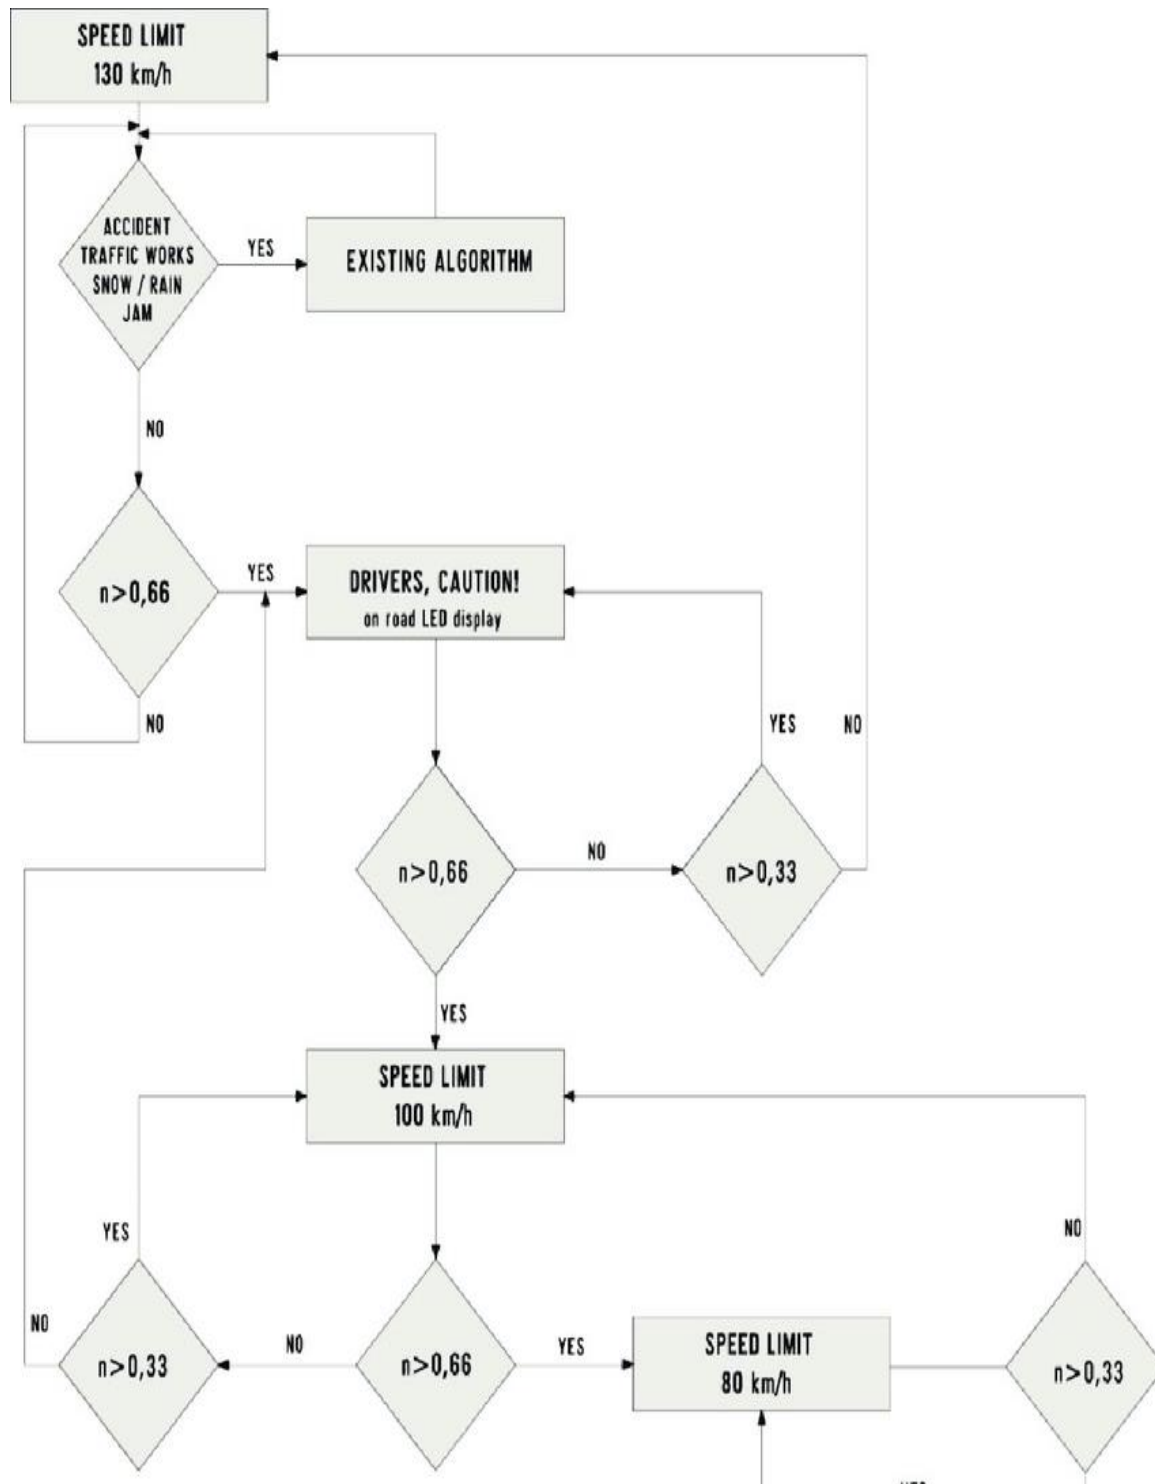 SPEED LIMIT
130 km/h
ACCIDENT
TRAFFIC WORKS
SNOW / RAIN
JAM
YES
EXISTING ALGORITHM
NO
n>0,66
YES
DRIVERS, CAUTION!
on road LED display
NO
YES
NO
n>0,66
NO
n>0,33
YES
SPEED LIMIT
100 km/h
YES
NO
NO
n>0,33
NO
n>0,66
YES
SPEED LIMIT
80 km/h
n>0,33